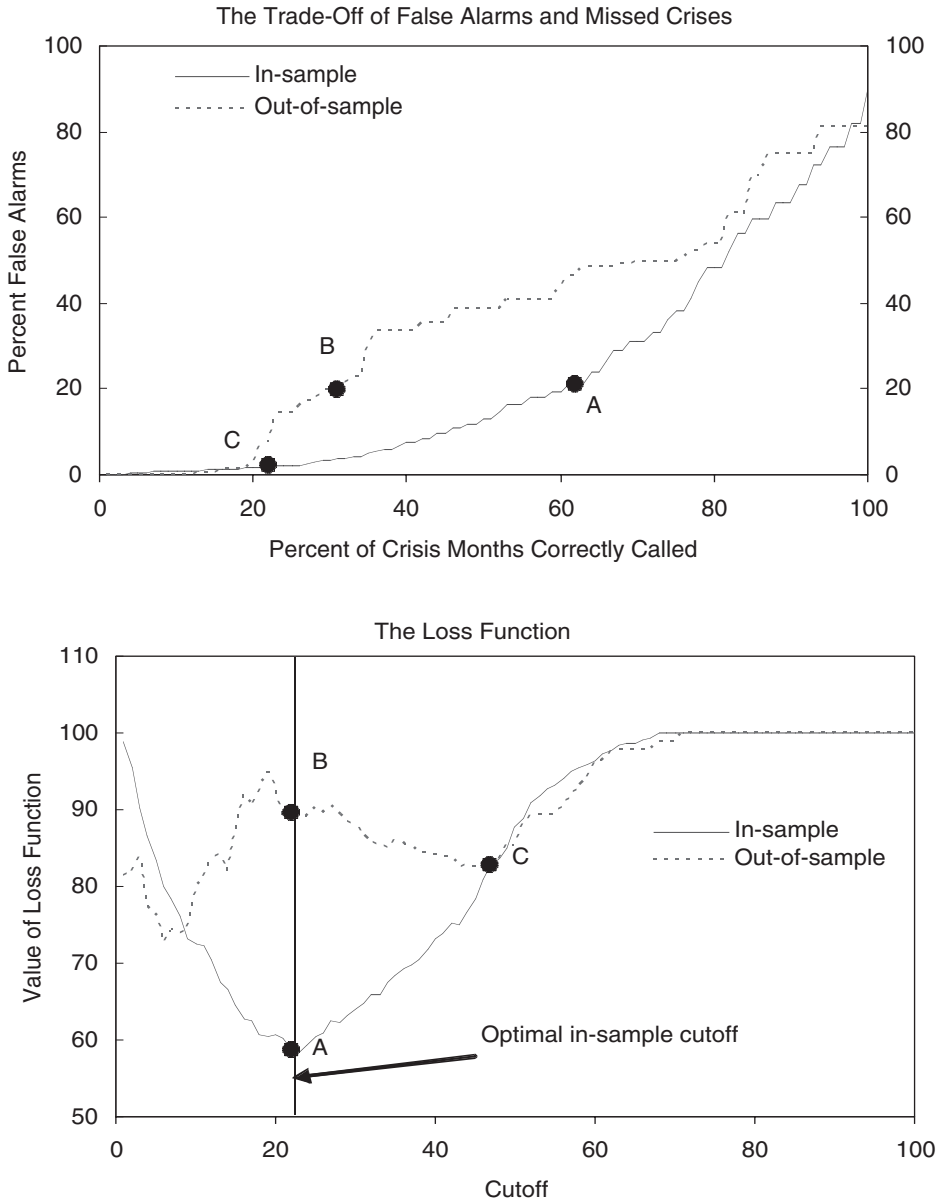 The Trade-Off of False Alarms and Missed Crises
100
80
60
40
20
0
100
80
60
40
20
0
Percent False Alarms
In-sample
Out-of-sample
B
A
C
0
20
40
60
80
100
Percent of Crisis Months Correctly Called
The Loss Function
110
100
90
80
70
60
50
Value of Loss Function
B
In-sample
Out-of-sample
C
Optimal in-sample cutoff
A
0
20
40
60
80
100
Cutoff